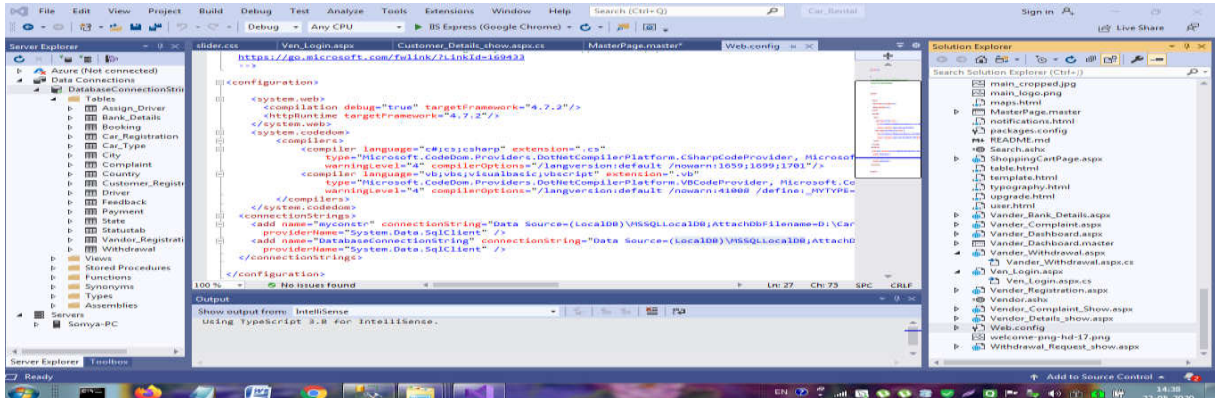 File Edit View Project Build Debug Test Analyze Tools Extensions Window Help Search (Ctrl+Q) Car_Rental Sign in
Debug Any CPU IIS Express (Google Chrome) Live Share
Server Explorer
Azure (Not connected)
Data Connections
DatabaseConnectionStrin
Tables
Assign_Driver
Bank_Details
Booking
Car_Registration
Car_Type
City
Complaint
Country
Customer_Registr
Driver
Feedback
Payment
State
Statustab
Vandor_Registrati
Withdrawal
Views
Stored Procedures
Functions
Synonyms
Types
Assemblies
Servers
Somya-PC
Server Explorer Toolbox
slider.css Ven_Login.aspx Customer_Details_show.aspx.cs MasterPage.master* Web.config
https://go.microsoft.com/fwlink/?LinkId=169433
-->
<configuration>
<system.web>
<compilation debug="true" targetFramework="4.7.2"/>
<httpRuntime targetFramework="4.7.2"/>
</system.web>
<system.codedom>
<compilers>
<compiler language="c#;cs;csharp" extension=".cs"
type="Microsoft.CodeDom.Providers.DotNetCompilerPlatform.CSharpCodeProvider, Microsof
warningLevel="4" compilerOptions="/langversion:default /nowarn:1659;1699;1701"/>
<compiler language="vb;vbs;visualbasic;vbscript" extension=".vb"
type="Microsoft.CodeDom.Providers.DotNetCompilerPlatform.VBCodeProvider, Microsoft.Co
warningLevel="4" compilerOptions="/langversion:default /nowarn:41008 /define:_MYTYPE=
</compilers>
</system.codedom>
<connectionStrings>
<add name="myconstr" connectionString="Data Source=(LocalDB)\MSSQLLocalDB;AttachDbFilename=D:\Car
providerName="System.Data.SqlClient" />
<add name="DatabaseConnectionString" connectionString="Data Source=(LocalDB)\MSSQLLocalDB;AttachD
providerName="System.Data.SqlClient" />
</connectionStrings>
</configuration>
100 % No issues found Ln: 27 Ch: 73 SPC CRLF
Output
Show output from: IntelliSense
Using TypeScript 3.8 for IntelliSense.
Solution Explorer
Search Solution Explorer (Ctrl+;)
main_cropped.jpg
main_logo.png
maps.html
MasterPage.master
notifications.html
packages.config
README.md
Search.ashx
ShoppingCartPage.aspx
table.html
template.html
typography.html
upgrade.html
user.html
Vander_Bank_Details.aspx
Vander_Complaint.aspx
Vander_Dashboard.aspx
Vander_Dashboard.master
Vander_Withdrawal.aspx
Vander_Withdrawal.aspx.cs
Ven_Login.aspx
Ven_Login.aspx.cs
Vender_Registration.aspx
Vendor.ashx
Vendor_Complaint_Show.aspx
Vendor_Details_show.aspx
Web.config
welcome-png-hd-17.png
Withdrawal_Request_show.aspx
Ready Add to Source Control
EN 14:38